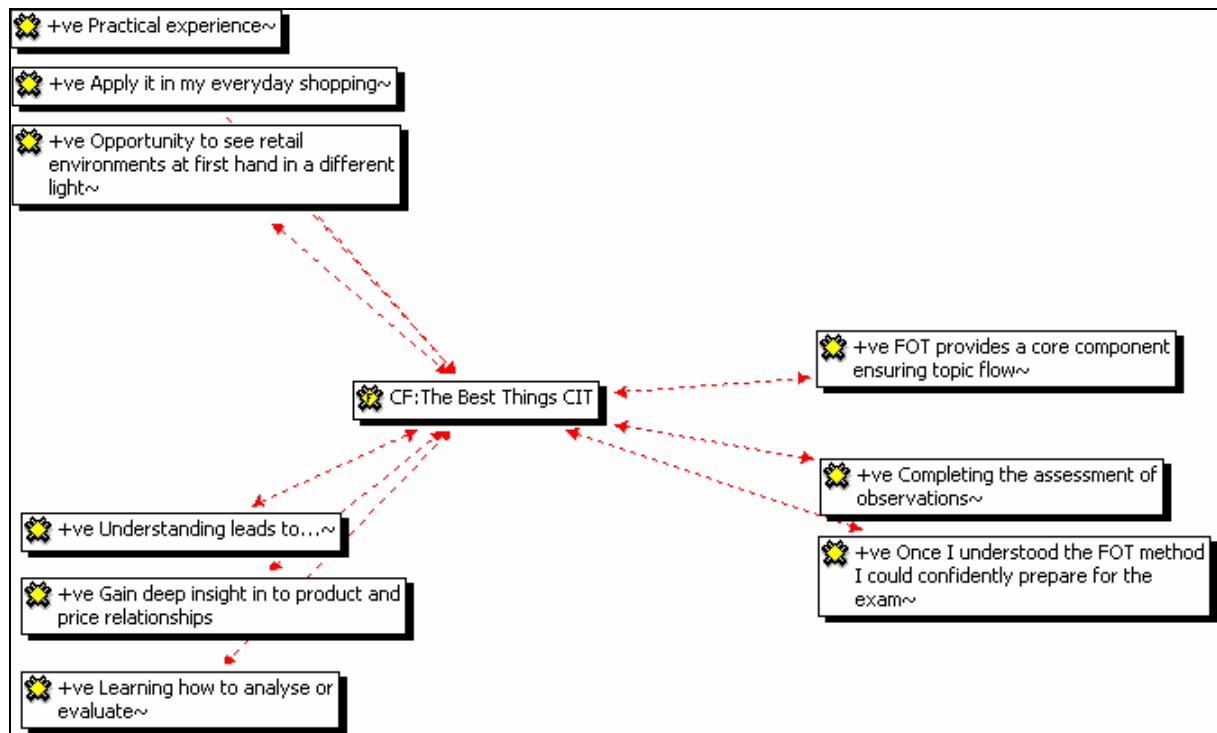 +ve Practical experience~
+ve Apply it in my everyday shopping~
+ve Opportunity to see retail
environments at first hand in a different
light~
+ve FOT provides a core component
ensuring topic flow~
CF:The Best Things CIT
+ve Completing the assessment of
observations~
+ve Understanding leads to...~
+ve Once I understood the FOT method
I could confidently prepare for the
exam~
+ve Gain deep insight in to product and
price relationships
+ve Learning how to analyse or
evaluate~